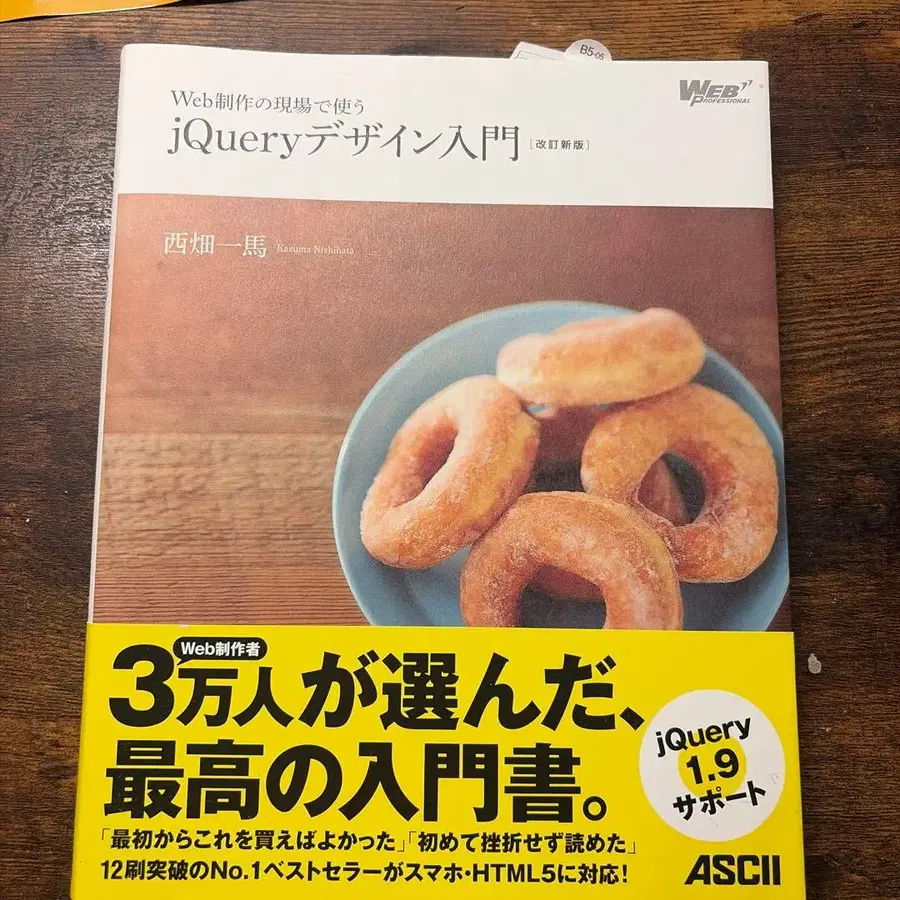 B5-05
WEB PROFESSIONAL
Web制作の現場で使う
jQueryデザイン入門［改訂新版］
西畑一馬 Kazuma Nishihata
Web制作者
3万人が選んだ、
最高の入門書。
jQuery
1.9
サポート
「最初からこれを買えばよかった」「初めて挫折せず読めた」
12刷突破のNo.1ベストセラーがスマホ・HTML5に対応！
ASCII